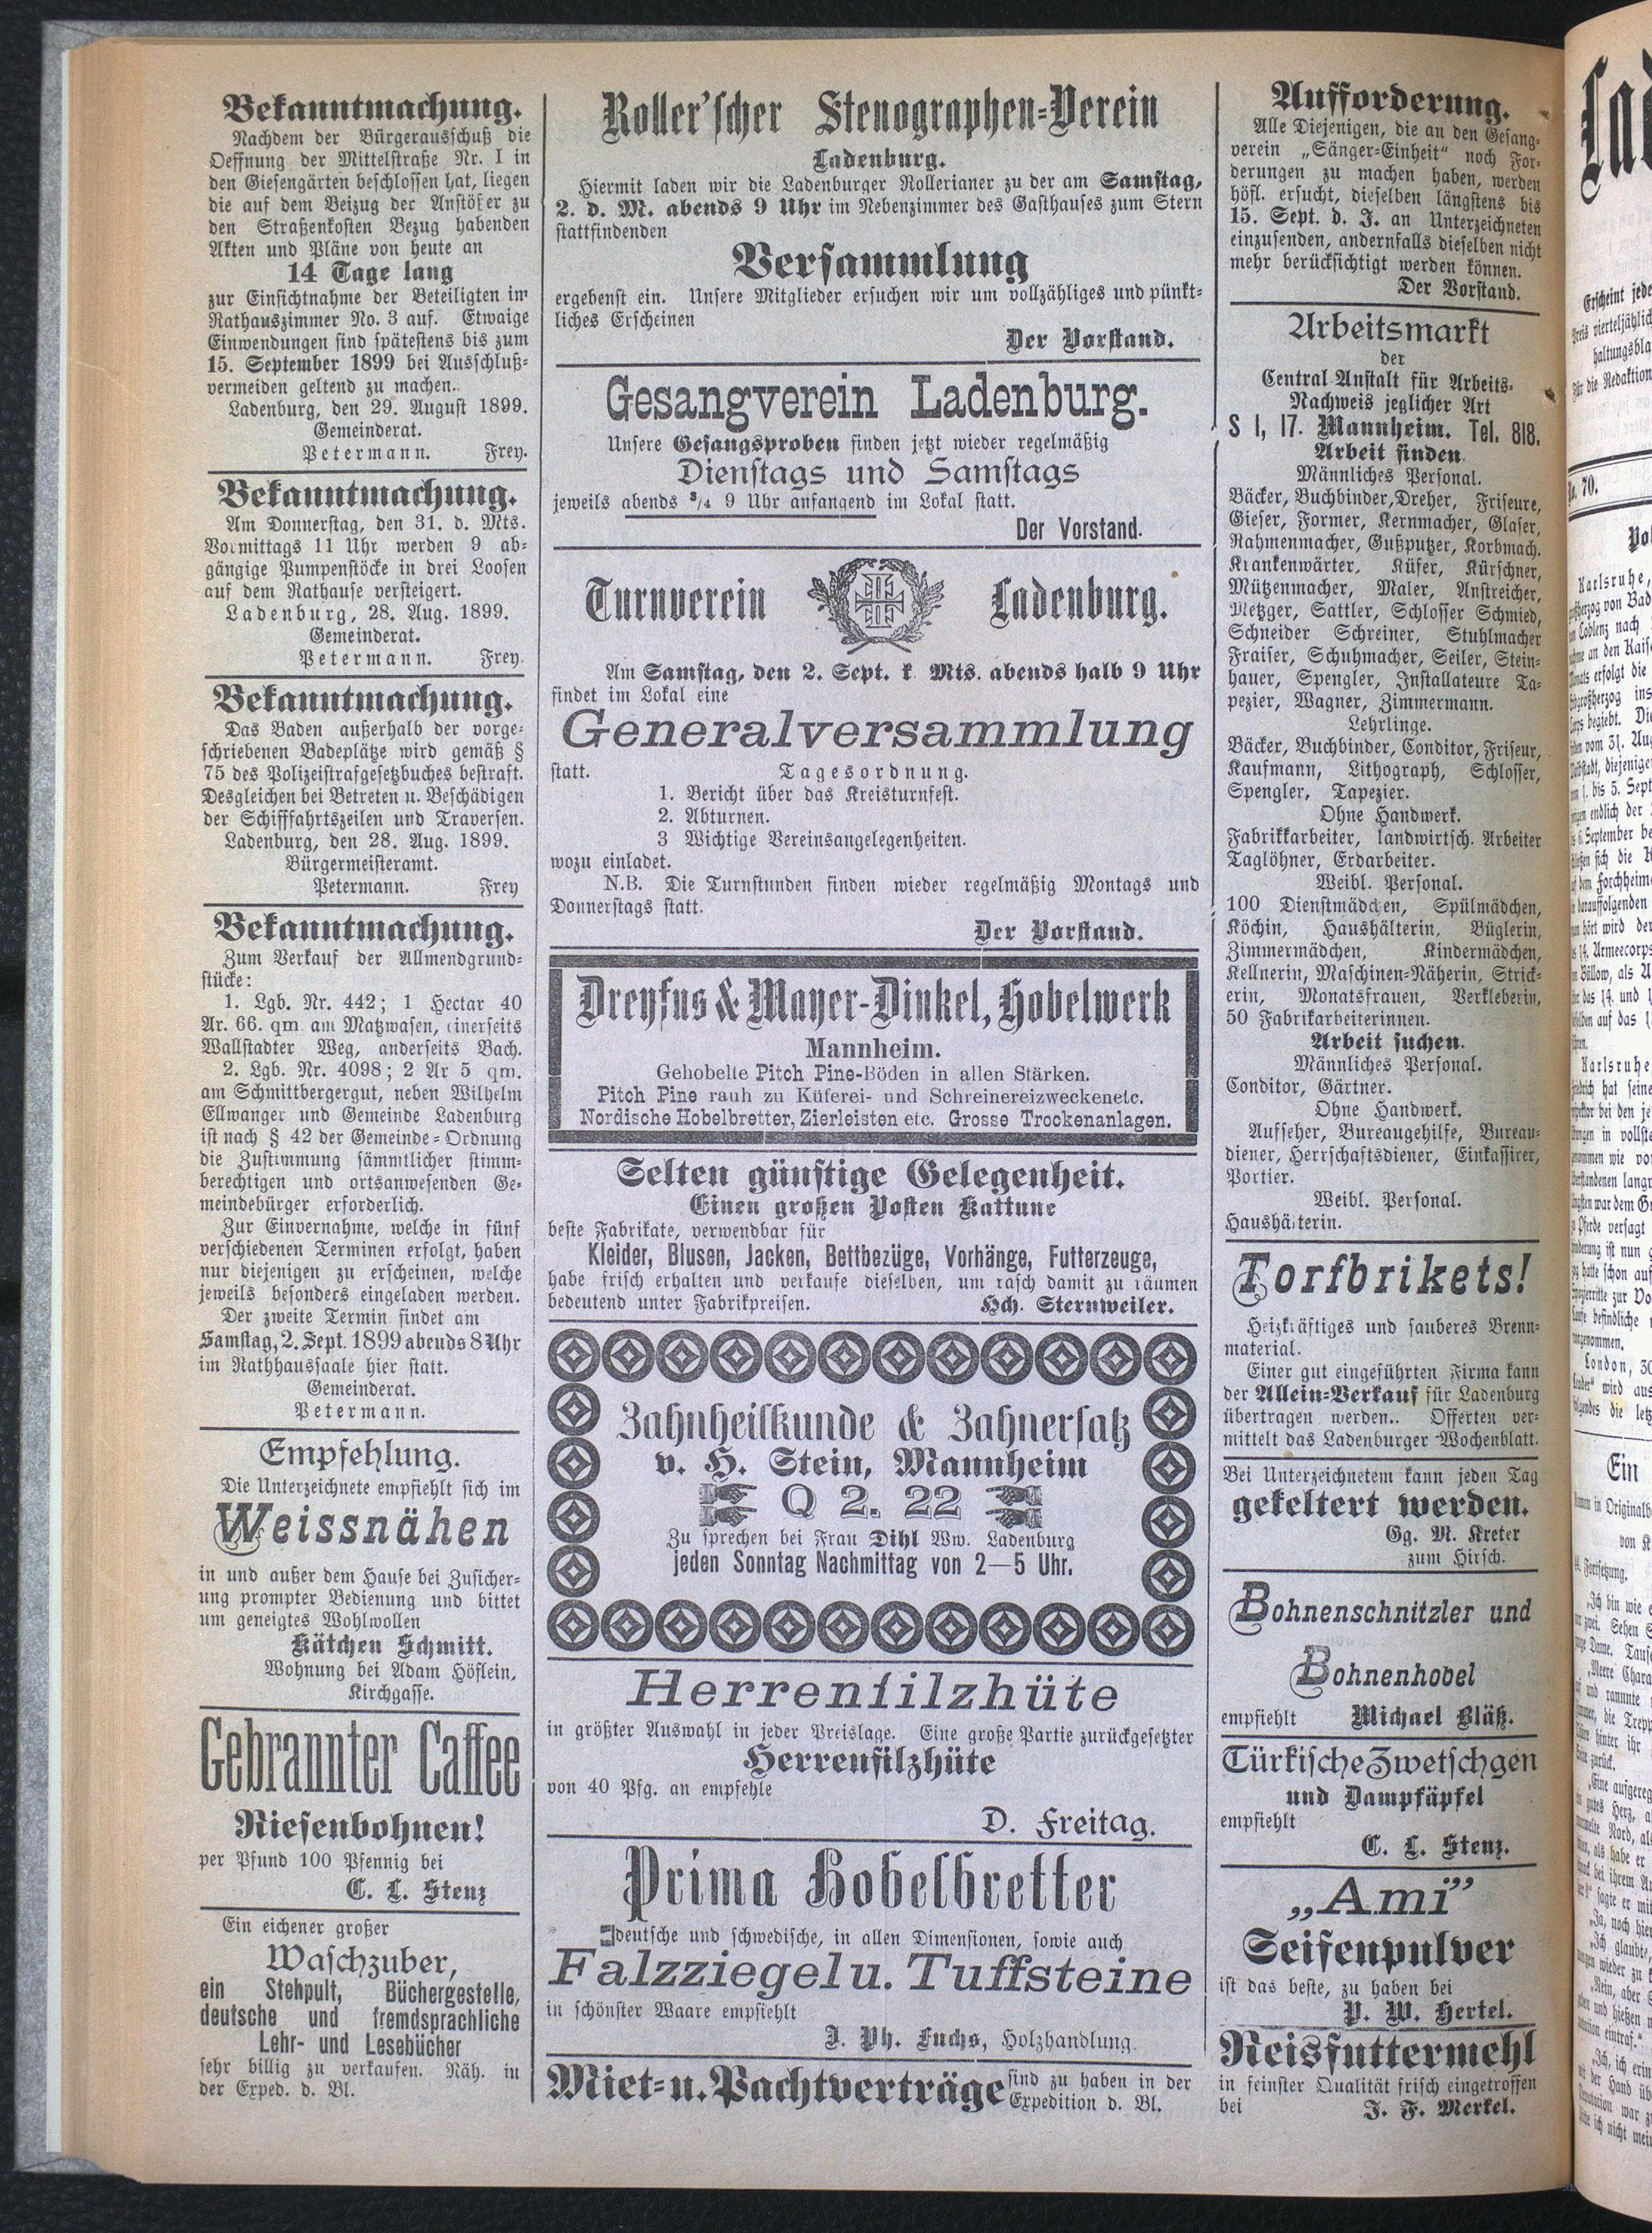 Bekanntmachung.
Nachdem der Bürgerausschuß die
Oeffnung der Mittelstraße Nr. I in
den Giesengärten beschlossen hat, liegen
die auf dem Beizug der Anstößer zu
den Straßenkosten Bezug habenden
Akten und Pläne von heute an
14 Tage lang
zur Einsichtnahme der Beteiligten im
Rathauszimmer No. 3 auf. Etwaige
Einwendungen sind spätestens bis zum
15. September 1899 bei Ausschluß-
vermeiden geltend zu machen.
Ladenburg, den 29. August 1899.
Gemeinderat.
Petermann. Frey.
Bekanntmachung.
Am Donnerstag, den 31. d. Mts.
Vormittags 11 Uhr werden 9 ab-
gängige Pumpenstöcke in drei Loosen
auf dem Rathause versteigert.
Ladenburg, 28. Aug. 1899.
Gemeinderat.
Petermann. Frey.
Bekanntmachung.
Das Baden außerhalb der vorge-
schriebenen Badeplätze wird gemäß §
75 des Polizeistrafgesetzbuches bestraft.
Desgleichen bei Betreten u. Beschädigen
der Schifffahrtszeilen und Traversen.
Ladenburg, den 28. Aug. 1899.
Bürgermeisteramt.
Petermann. Frey
Bekanntmachung.
Zum Verkauf der Allmendgrund-
stücke:
1. Lgb. Nr. 442; 1 Hectar 40
Ar. 66. qm am Matzwasen, einerseits
Wallstadter Weg, anderseits Bach.
2. Lgb. Nr. 4098; 2 Ar 5 qm.
am Schmittbergergut, neben Wilhelm
Ellwanger und Gemeinde Ladenburg
ist nach § 42 der Gemeinde-Ordnung
die Zustimmung sämmtlicher stimm-
berechtigen und ortsanwesenden Ge-
meindebürger erforderlich.
Zur Einvernahme, welche in fünf
verschiedenen Terminen erfolgt, haben
nur diejenigen zu erscheinen, welche
jeweils besonders eingeladen werden.
Der zweite Termin findet am
Samstag, 2. Sept. 1899 abends 8 Uhr
im Rathhaussaale hier statt.
Gemeinderat.
Petermann.
Empfehlung.
Die Unterzeichnete empfiehlt sich im
Weissnähen
in und außer dem Hause bei Zusicher-
ung prompter Bedienung und bittet
um geneigtes Wohlwollen
Kätchen Schmitt.
Wohnung bei Adam Höflein,
Kirchgasse.
Gebrannter Caffee
Riesenbohnen!
per Pfund 100 Pfennig bei
C. L. Stenz
Ein eichener großer
Waschzuber,
ein Stehpult, Büchergestelle,
deutsche und fremdsprachliche
Lehr- und Lesebücher
sehr billig zu verkaufen. Näh. in
der Exped. d. Bl.
Roller'scher Stenographen-Verein
Ladenburg.
Hiermit laden wir die Ladenburger Rollerianer zu der am Samstag,
2. d. M. abends 9 Uhr im Nebenzimmer des Gasthauses zum Stern
stattfindenden
Versammlung
ergebenst ein. Unsere Mitglieder ersuchen wir um vollzähliges und pünkt-
liches Erscheinen
Der Vorstand.
Gesangverein Ladenburg.
Unsere Gesangsproben finden jetzt wieder regelmäßig
Dienstags und Samstags
jeweils abends ¾ 9 Uhr anfangend im Lokal statt.
Der Vorstand.
Turnverein Ladenburg.
Am Samstag, den 2. Sept. k. Mts. abends halb 9 Uhr
findet im Lokal eine
Generalversammlung
statt. Tagesordnung.
1. Bericht über das Kreisturnfest.
2. Abturnen.
3 Wichtige Vereinsangelegenheiten.
wozu einladet.
N.B. Die Turnstunden finden wieder regelmäßig Montags und
Donnerstags statt.
Der Vorstand.
Dreyfus & Mayer-Dinkel, Hobelwerk
Mannheim.
Gehobelte Pitch Pine-Böden in allen Stärken.
Pitch Pine rauh zu Küferei- und Schreinereizwecken etc.
Nordische Hobelbretter, Zierleisten etc. Grosse Trockenanlagen.
Selten günstige Gelegenheit.
Einen großen Posten Kattune
beste Fabrikate, verwendbar für
Kleider, Blusen, Jacken, Bettbezüge, Vorhänge, Futterzeuge,
habe frisch erhalten und verkaufe dieselben, um rasch damit zu räumen
bedeutend unter Fabrikpreisen. Hch. Sternweiler.
Zahnheilkunde & Zahnersatz
v. H. Stein, Mannheim
Q 2. 22
Zu sprechen bei Frau Dihl Ww. Ladenburg
jeden Sonntag Nachmittag von 2—5 Uhr.
Herrenfilzhüte
in größter Auswahl in jeder Preislage. Eine große Partie zurückgesetzter
Herrenfilzhüte
von 40 Pfg. an empfehle
D. Freitag.
Prima Hobelbretter
deutsche und schwedische, in allen Dimensionen, sowie auch
Falzziegel u. Tuffsteine
in schönster Waare empfiehlt
J. Ph. Fuchs, Holzhandlung.
Miet- u. Pachtverträge sind zu haben in der
Expedition d. Bl.
Aufforderung.
Alle Diejenigen, die an den Gesang-
verein „Sänger-Einheit“ noch For-
derungen zu machen haben, werden
höfl. ersucht, dieselben längstens bis
15. Sept. d. J. an Unterzeichneten
einzusenden, andernfalls dieselben nicht
mehr berücksichtigt werden können.
Der Vorstand.
Arbeitsmarkt
der
Central-Anstalt für Arbeits-
Nachweis jeglicher Art
S 1, 17. Mannheim. Tel. 818.
Arbeit finden.
Männliches Personal.
Bäcker, Buchbinder, Dreher, Friseure,
Gieser, Former, Kernmacher, Glaser,
Rahmenmacher, Gußputzer, Korbmach.
Krankenwärter, Küfer, Kürschner,
Mützenmacher, Maler, Anstreicher,
Metzger, Sattler, Schlosser Schmied,
Schneider Schreiner, Stuhlmacher
Fraiser, Schuhmacher, Seiler, Stein-
hauer, Spengler, Installateure Ta-
pezier, Wagner, Zimmermann.
Lehrlinge.
Bäcker, Buchbinder, Conditor, Friseur,
Kaufmann, Lithograph, Schlosser,
Spengler, Tapezier.
Ohne Handwerk.
Fabrikarbeiter, landwirtsch. Arbeiter
Taglöhner, Erdarbeiter.
Weibl. Personal.
100 Dienstmädchen, Spülmädchen,
Köchin, Haushälterin, Büglerin,
Zimmermädchen, Kindermädchen,
Kellnerin, Maschinen-Näherin, Strick-
erin, Monatsfrauen, Verkleberin,
50 Fabrikarbeiterinnen.
Arbeit suchen.
Männliches Personal.
Conditor, Gärtner.
Ohne Handwerk.
Aufseher, Bureaugehilfe, Bureau-
diener, Herrschaftsdiener, Einkassirer,
Portier.
Weibl. Personal.
Haushälterin.
Torfbrikets!
Heizkräftiges und sauberes Brenn-
material.
Einer gut eingeführten Firma kann
der Allein-Verkauf für Ladenburg
übertragen werden.. Offerten ver-
mittelt das Ladenburger Wochenblatt.
Bei Unterzeichnetem kann jeden Tag
gekeltert werden.
Gg. M. Kreter
zum Hirsch.
Bohnenschnitzler und
Bohnenhobel
empfiehlt Michael Bläß.
Türkische Zwetschgen
und Dampfäpfel
empfiehlt
C. L. Stenz.
„Ami”
Seifenpulver
ist das beste, zu haben bei
P. W. Hertel.
Reisfuttermehl
in feinster Qualität frisch eingetroffen
bei J. F. Merkel.